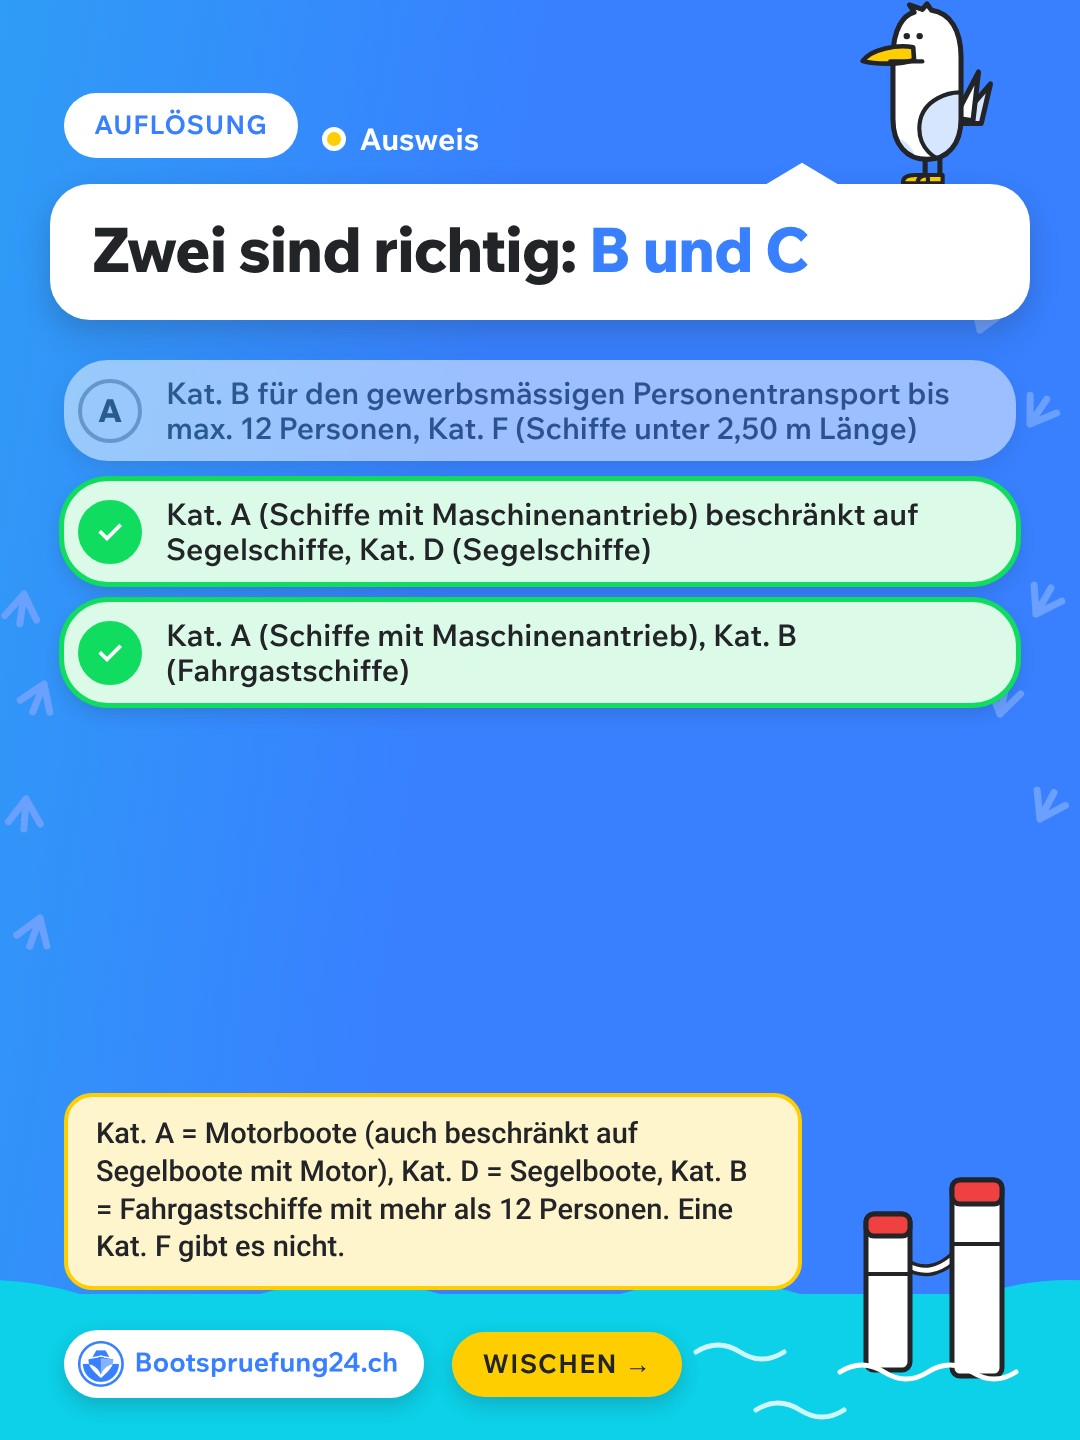 AUFLÖSUNG
Ausweis
Zwei sind richtig: B und C
A
Kat. B für den gewerbsmässigen Personentransport bis
max. 12 Personen, Kat. F (Schiffe unter 2,50 m Länge)
Kat. A (Schiffe mit Maschinenantrieb) beschränkt auf
Segelschiffe, Kat. D (Segelschiffe)
Kat. A (Schiffe mit Maschinenantrieb), Kat. B
(Fahrgastschiffe)
Kat. A = Motorboote (auch beschränkt auf
Segelboote mit Motor), Kat. D = Segelboote, Kat. B
= Fahrgastschiffe mit mehr als 12 Personen. Eine
Kat. F gibt es nicht.
Bootspruefung24.ch
WISCHEN →